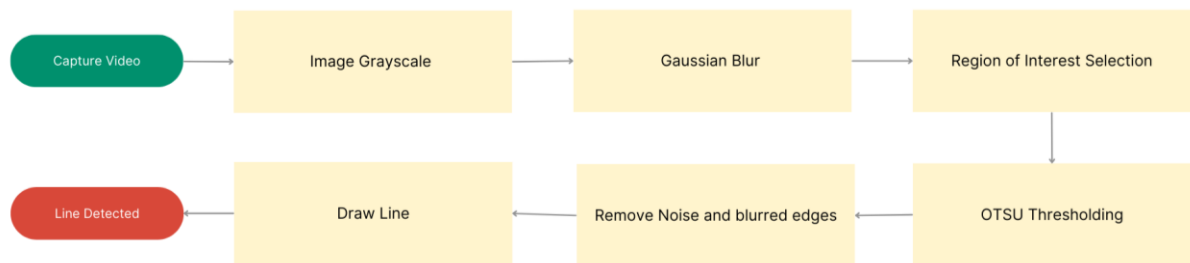 Capture Video
Image Grayscale
Gaussian Blur
Region of Interest Selection
OTSU Thresholding
Remove Noise and blurred edges
Draw Line
Line Detected